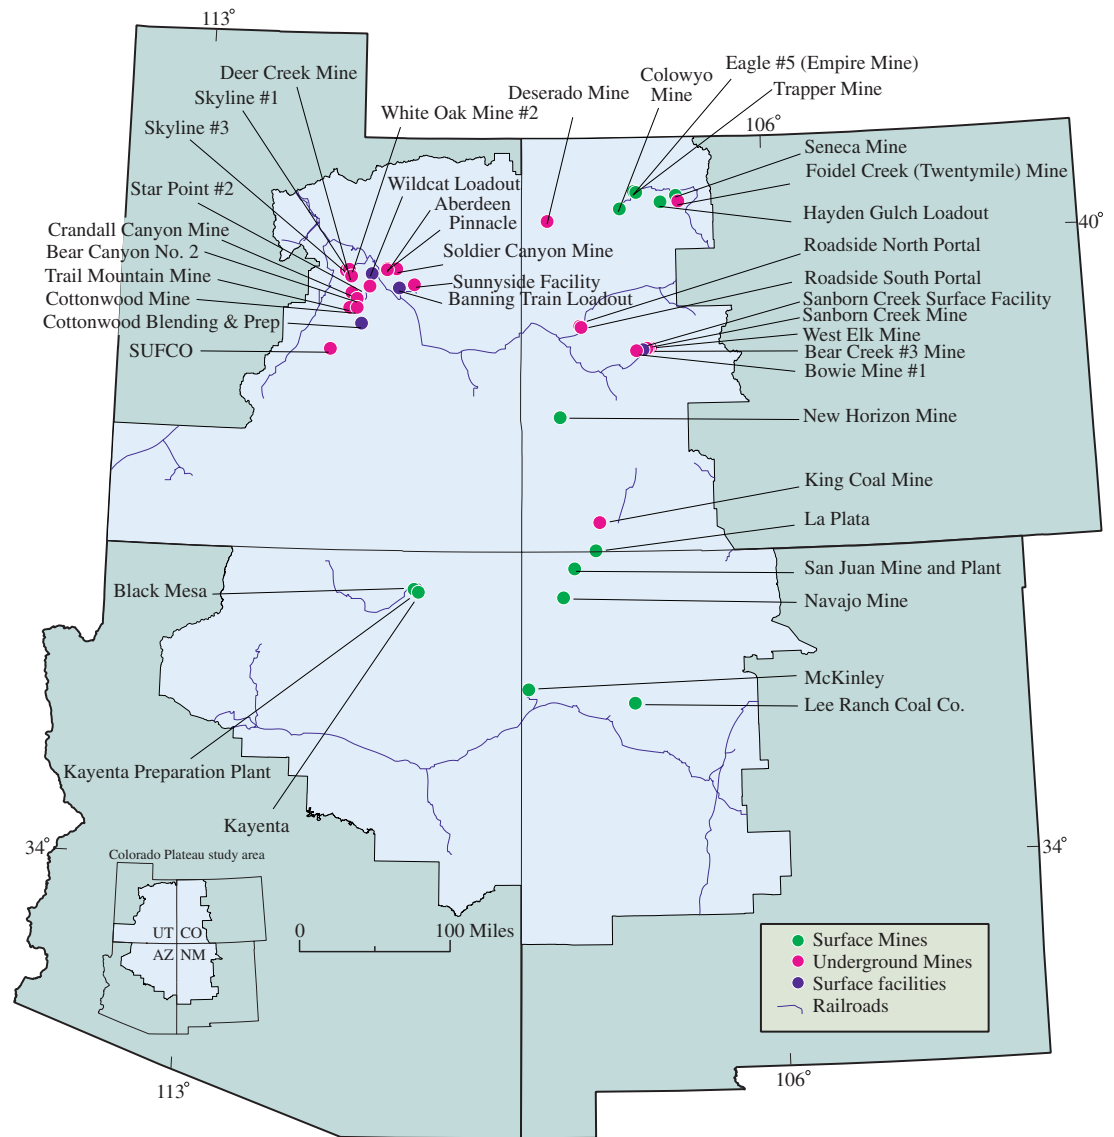 113°
Deer Creek Mine
Skyline #1
Skyline #3
White Oak Mine #2
Deserado Mine
Colowyo
Mine
Eagle #5 (Empire Mine)
Trapper Mine
106°
Seneca Mine
Foidel Creek (Twentymile) Mine
Hayden Gulch Loadout
40°
Star Point #2
Wildcat Loadout
Aberdeen
Pinnacle
Crandall Canyon Mine
Bear Canyon No. 2
Soldier Canyon Mine
Trail Mountain Mine
Sunnyside Facility
Cottonwood Mine
Banning Train Loadout
Cottonwood Blending & Prep
SUFCO
Roadside North Portal
Roadside South Portal
Sanborn Creek Surface Facility
Sanborn Creek Mine
West Elk Mine
Bear Creek #3 Mine
Bowie Mine #1
New Horizon Mine
King Coal Mine
La Plata
San Juan Mine and Plant
Black Mesa
Navajo Mine
McKinley
Lee Ranch Coal Co.
Kayenta Preparation Plant
Kayenta
34°
34°
Colorado Plateau study area
UT CO
AZ NM
0 100 Miles
Surface Mines
Underground Mines
Surface facilities
Railroads
113°
106°